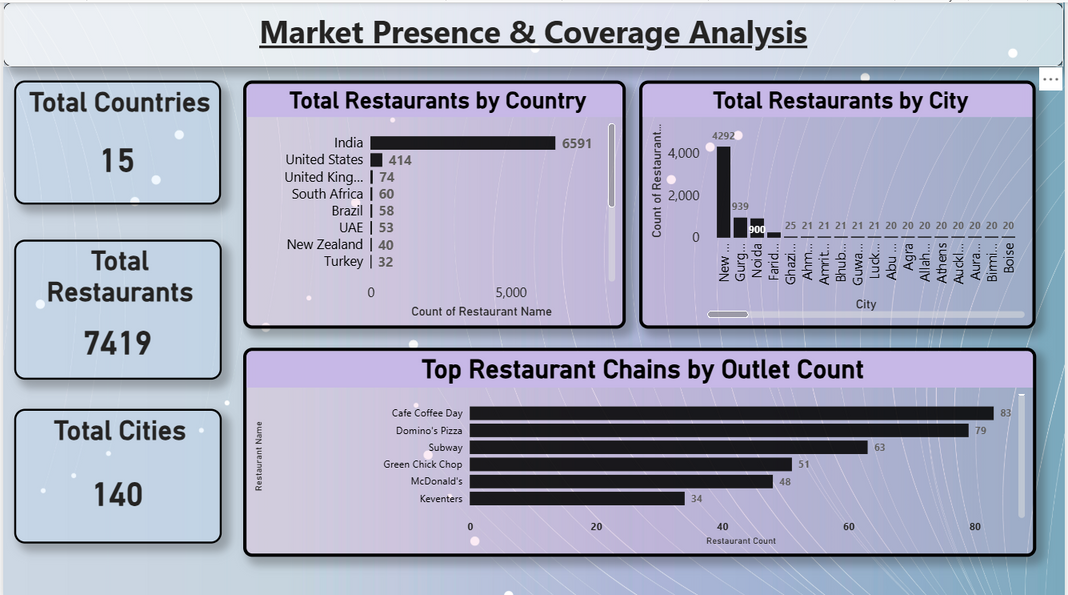 Market Presence & Coverage Analysis
Total Countries
15
Total
Restaurants
7419
Total Cities
140
Total Restaurants by Country
India 6591
United States 414
United King... 74
South Africa 60
Brazil 58
UAE 53
New Zealand 40
Turkey 32
0 5,000
Count of Restaurant Name
Total Restaurants by City
Count of Restaurant...
4,000
2,000
0
4292 939 900 25 21 21 21 21 21 20 20 20 20 20 20 20 20
New ... Gurg... Noida Farid... Ghazi... Ahm... Amrit... Bhub... Guwa... Luck... Abu ... Agra Allah... Athens Auckl... Aura... Birmi... Boise
City
Top Restaurant Chains by Outlet Count
Restaurant Name
Cafe Coffee Day 83
Domino's Pizza 79
Subway 63
Green Chick Chop 51
McDonald's 48
Keventers 34
0 20 40 60 80
Restaurant Count